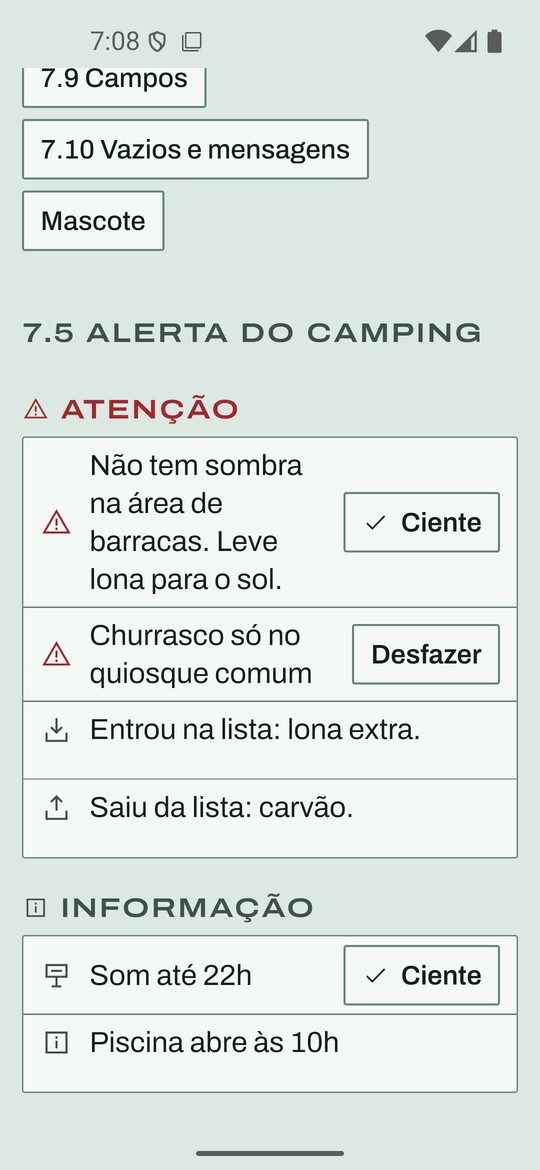 7:08
7.9 Campos
7.10 Vazios e mensagens
Mascote
7.5 ALERTA DO CAMPING
ATENÇÃO
Não tem sombra
na área de
barracas. Leve
lona para o sol.
Ciente
Churrasco só no
quiosque comum
Desfazer
Entrou na lista: lona extra.
Saiu da lista: carvão.
INFORMAÇÃO
Som até 22h
Ciente
Piscina abre às 10h